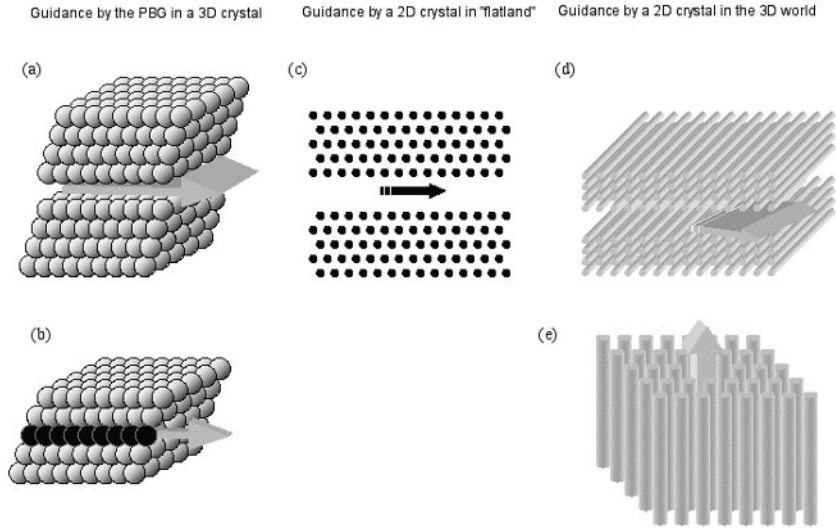 Guidance by the PBG in a 3D crystal
Guidance by a 2D crystal in "flatland"
Guidance by a 2D crystal in the 3D world
(a)
(c)
(d)
(b)
(e)